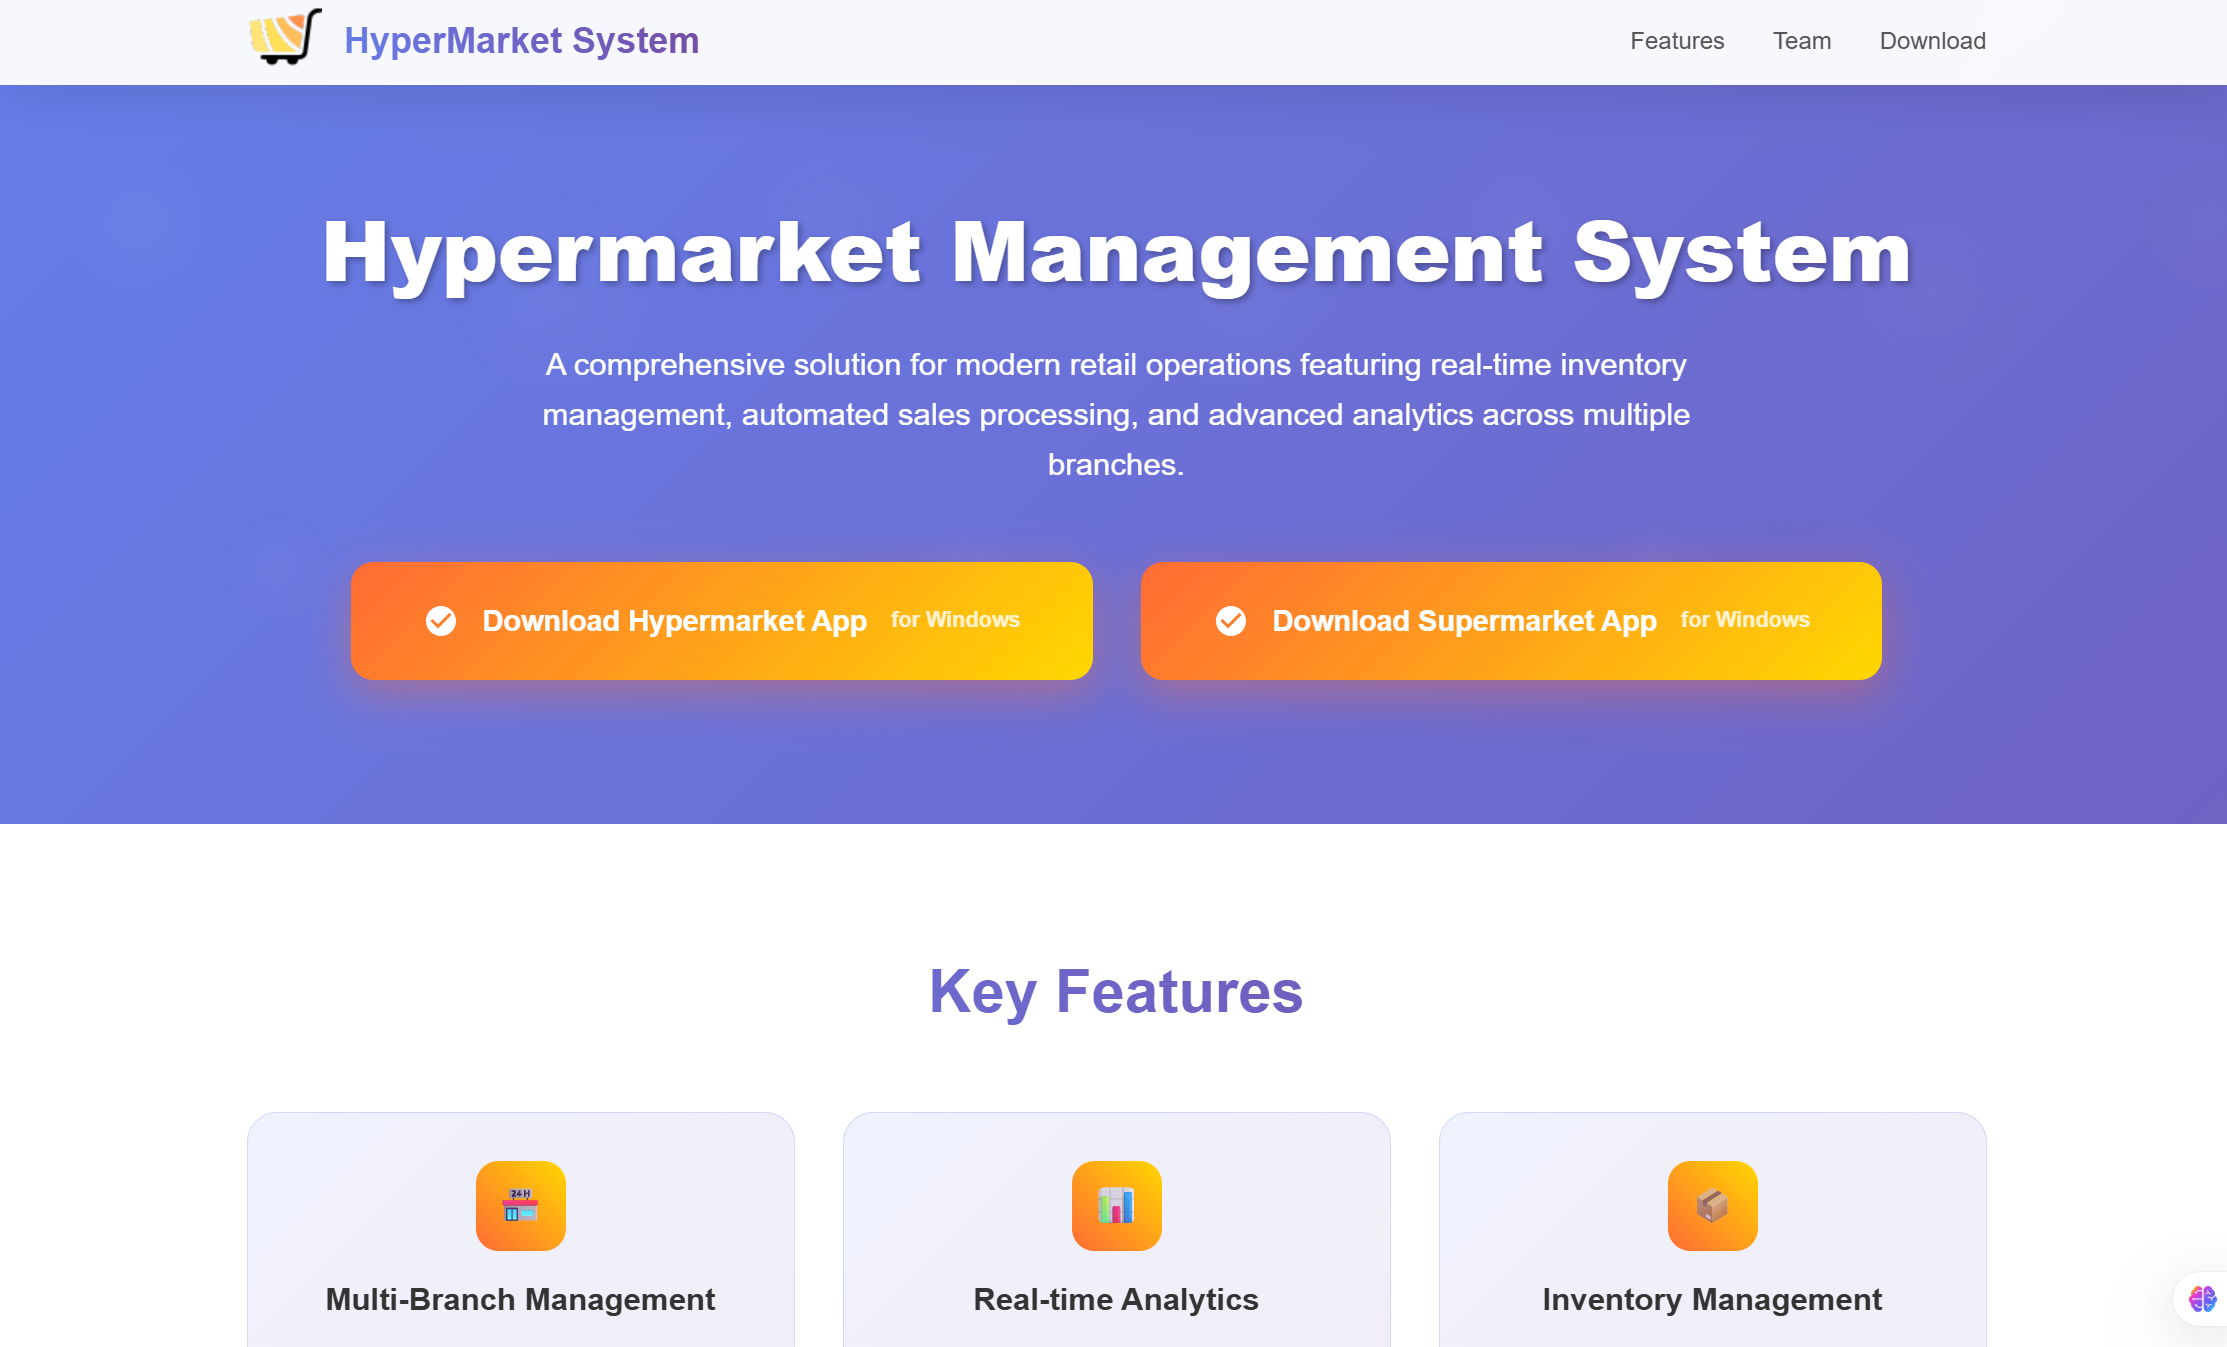 HyperMarket System
Features
Team
Download
Hypermarket Management System
A comprehensive solution for modern retail operations featuring real-time inventory
management, automated sales processing, and advanced analytics across multiple
branches.
Download Hypermarket App for Windows
Download Supermarket App for Windows
Key Features
24H
Multi-Branch Management
Real-time Analytics
Inventory Management